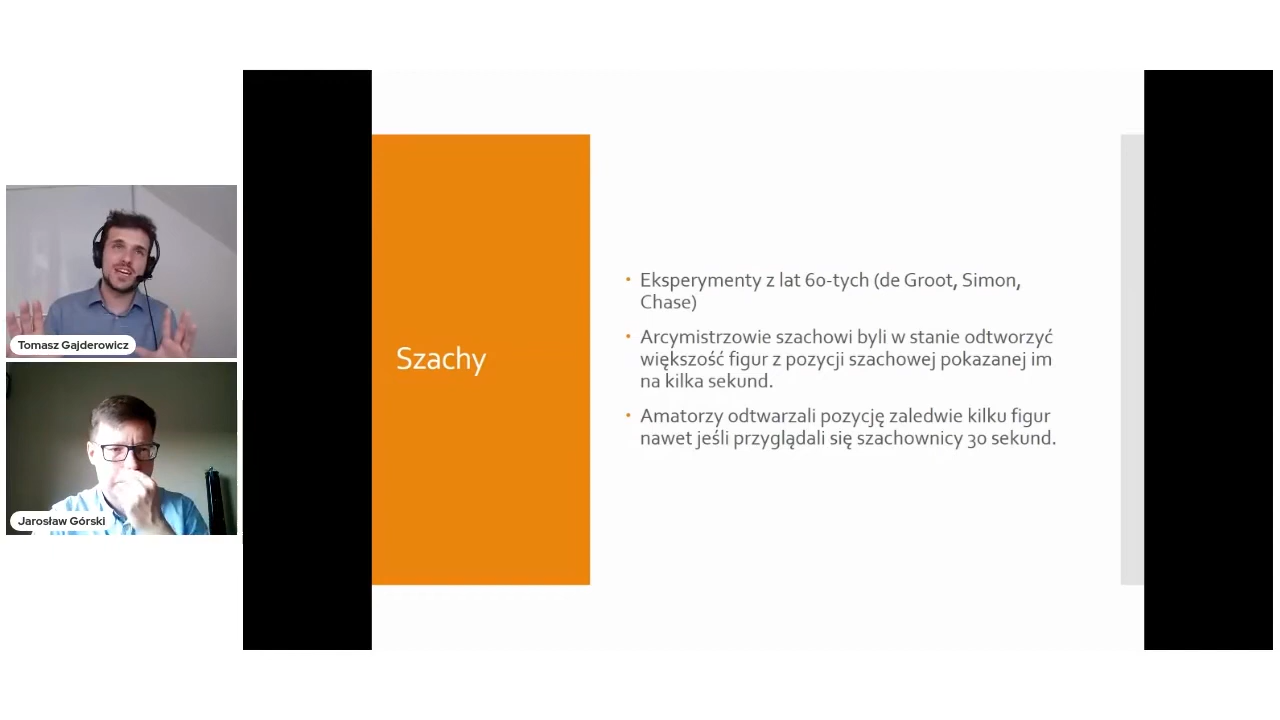 Tomasz Gajderowicz
Jarosław Górski
Szachy
• Eksperymenty z lat 60-tych (de Groot, Simon,
Chase)
• Arcymistrzowie szachowi byli w stanie odtworzyć
większość figur z pozycji szachowej pokazanej im
na kilka sekund.
• Amatorzy odtwarzali pozycję zaledwie kilku figur
nawet jeśli przyglądali się szachownicy 30 sekund.